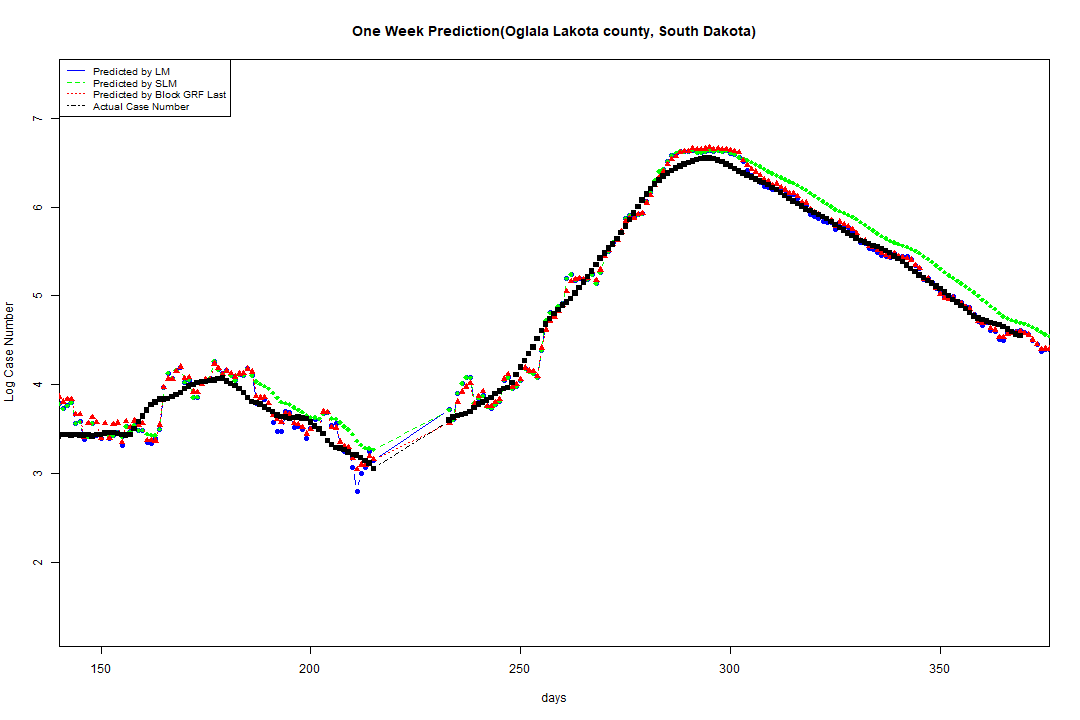 One Week Prediction(Oglala Lakota county, South Dakota)
Predicted by LM
Predicted by SLM
Predicted by Block GRF Last
Actual Case Number
Log Case Number
7
6
5
4
3
2
150 200 250 300 350
days